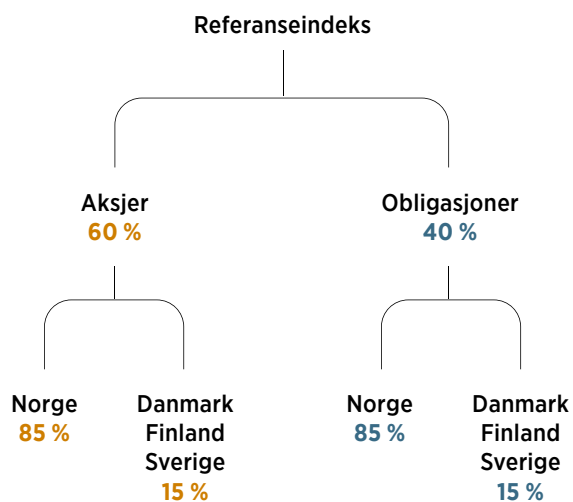 Referanseindeks
Aksjer
60 %
Obligasjoner
40 %
Norge
85 %
Danmark
Finland
Sverige
15 %
Norge
85 %
Danmark
Finland
Sverige
15 %